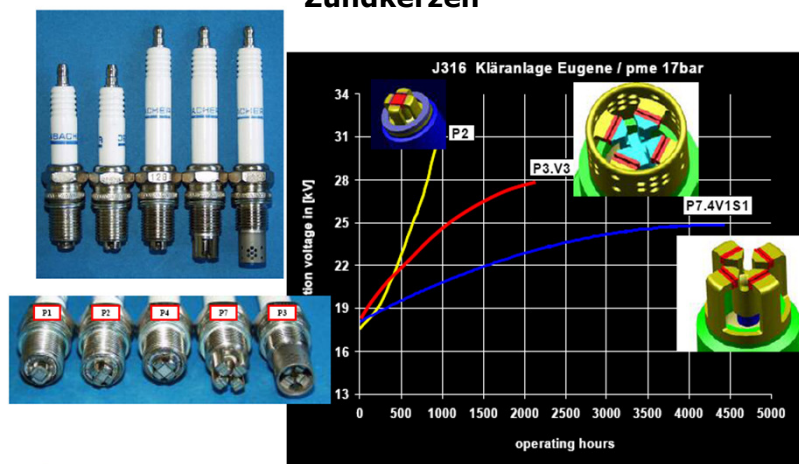 Zündkerzen
J316 Kläranlage Eugene / pme 17bar
34
31
28
25
22
19
16
13
tion voltage in [kV]
P2
P3.V3
P7.4V1S1
0 500 1000 1500 2000 2500 3000 3500 4000 4500 5000
operating hours
P1 P2 P4 P7 P3